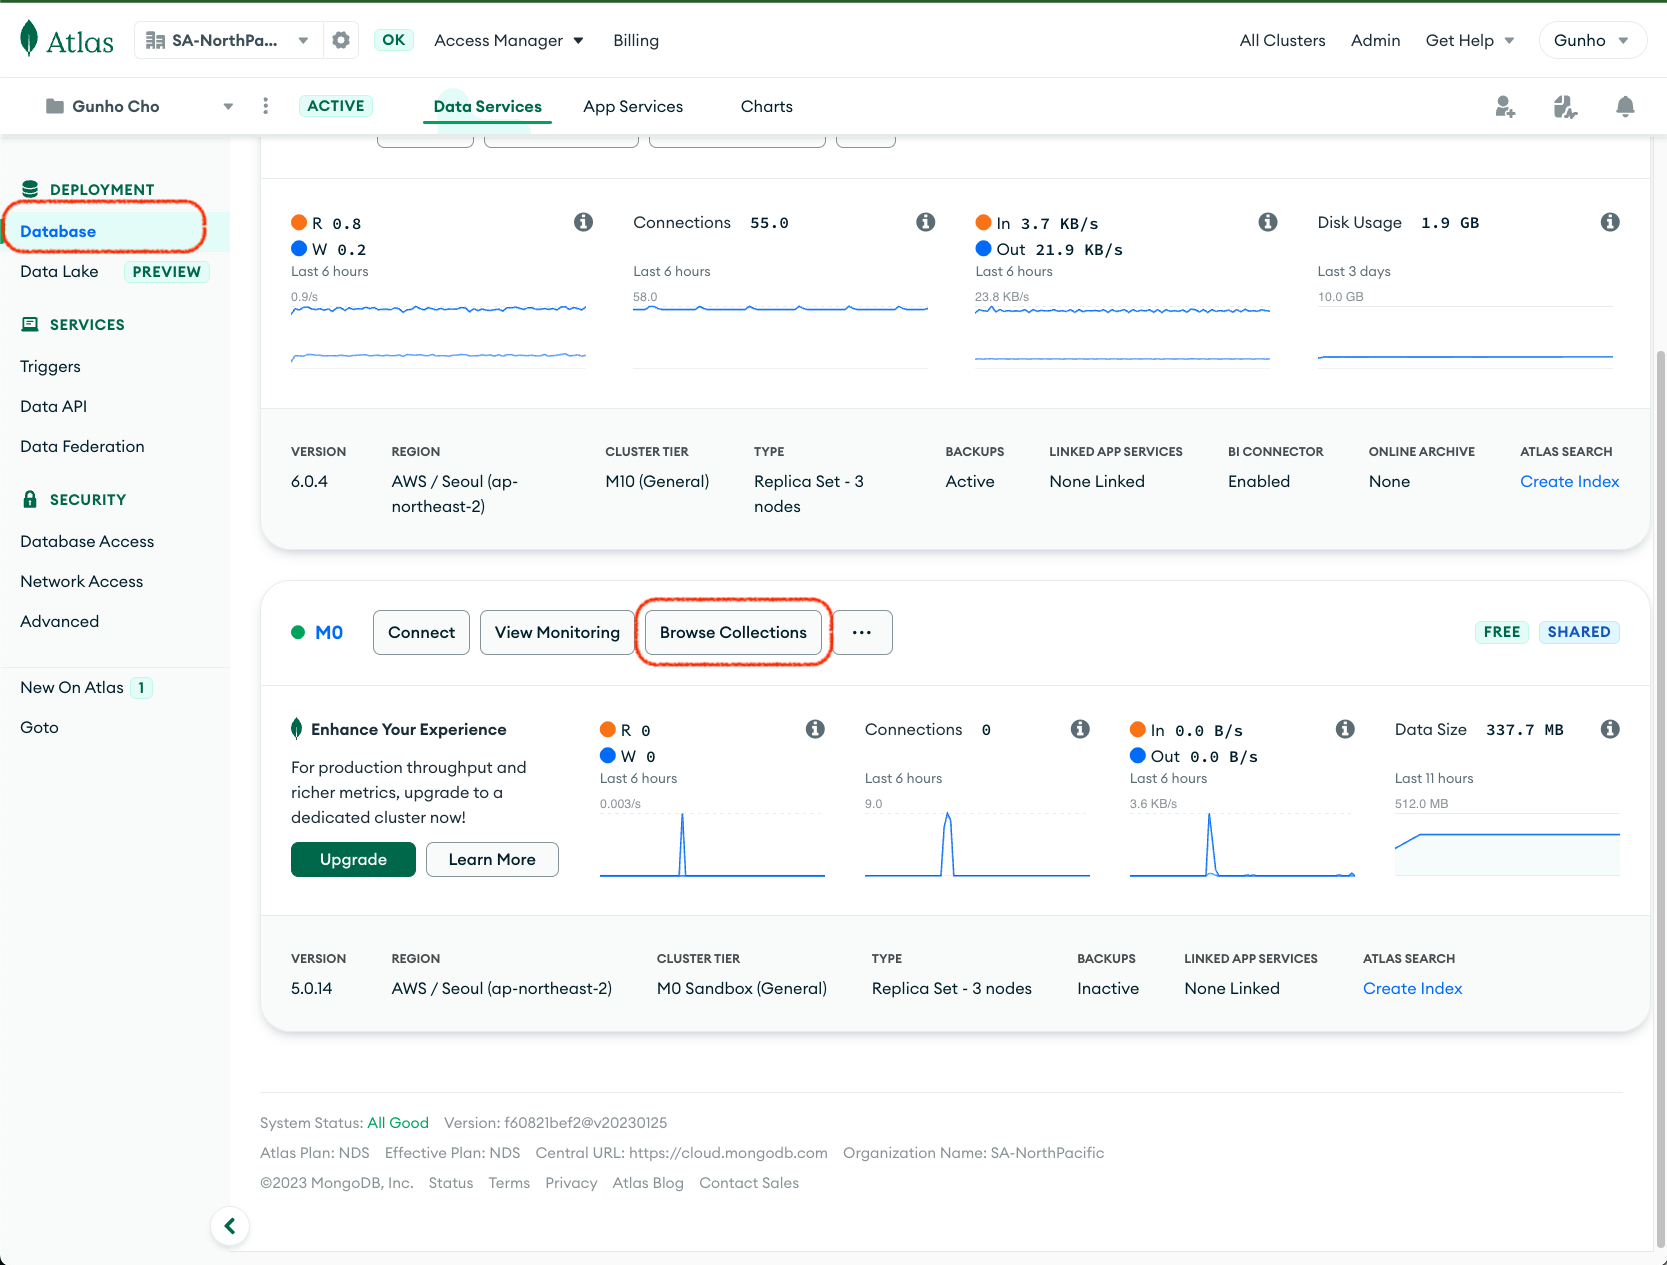 Atlas SA-NorthPa... OK Access Manager Billing All Clusters Admin Get Help Gunho
Gunho Cho ACTIVE Data Services App Services Charts
DEPLOYMENT
Database
Data Lake PREVIEW
SERVICES
Triggers
Data API
Data Federation
SECURITY
Database Access
Network Access
Advanced
New On Atlas 1
Goto
R 0.8
W 0.2
Last 6 hours
0.9/s
Connections 55.0
Last 6 hours
58.0
In 3.7 KB/s
Out 21.9 KB/s
Last 6 hours
23.8 KB/s
Disk Usage 1.9 GB
Last 3 days
10.0 GB
VERSION REGION CLUSTER TIER TYPE BACKUPS LINKED APP SERVICES BI CONNECTOR ONLINE ARCHIVE ATLAS SEARCH
6.0.4 AWS / Seoul (ap- M10 (General) Replica Set - 3 Active None Linked Enabled None Create Index
northeast-2) nodes
M0 Connect View Monitoring Browse Collections ... FREE SHARED
Enhance Your Experience
For production throughput and
richer metrics, upgrade to a
dedicated cluster now!
Upgrade Learn More
R 0
W 0
Last 6 hours
0.003/s
Connections 0
Last 6 hours
9.0
In 0.0 B/s
Out 0.0 B/s
Last 6 hours
3.6 KB/s
Data Size 337.7 MB
Last 11 hours
512.0 MB
VERSION REGION CLUSTER TIER TYPE BACKUPS LINKED APP SERVICES ATLAS SEARCH
5.0.14 AWS / Seoul (ap-northeast-2) M0 Sandbox (General) Replica Set - 3 nodes Inactive None Linked Create Index
System Status: All Good Version: f60821bef2@v20230125
Atlas Plan: NDS Effective Plan: NDS Central URL: https://cloud.mongodb.com Organization Name: SA-NorthPacific
©2023 MongoDB, Inc. Status Terms Privacy Atlas Blog Contact Sales